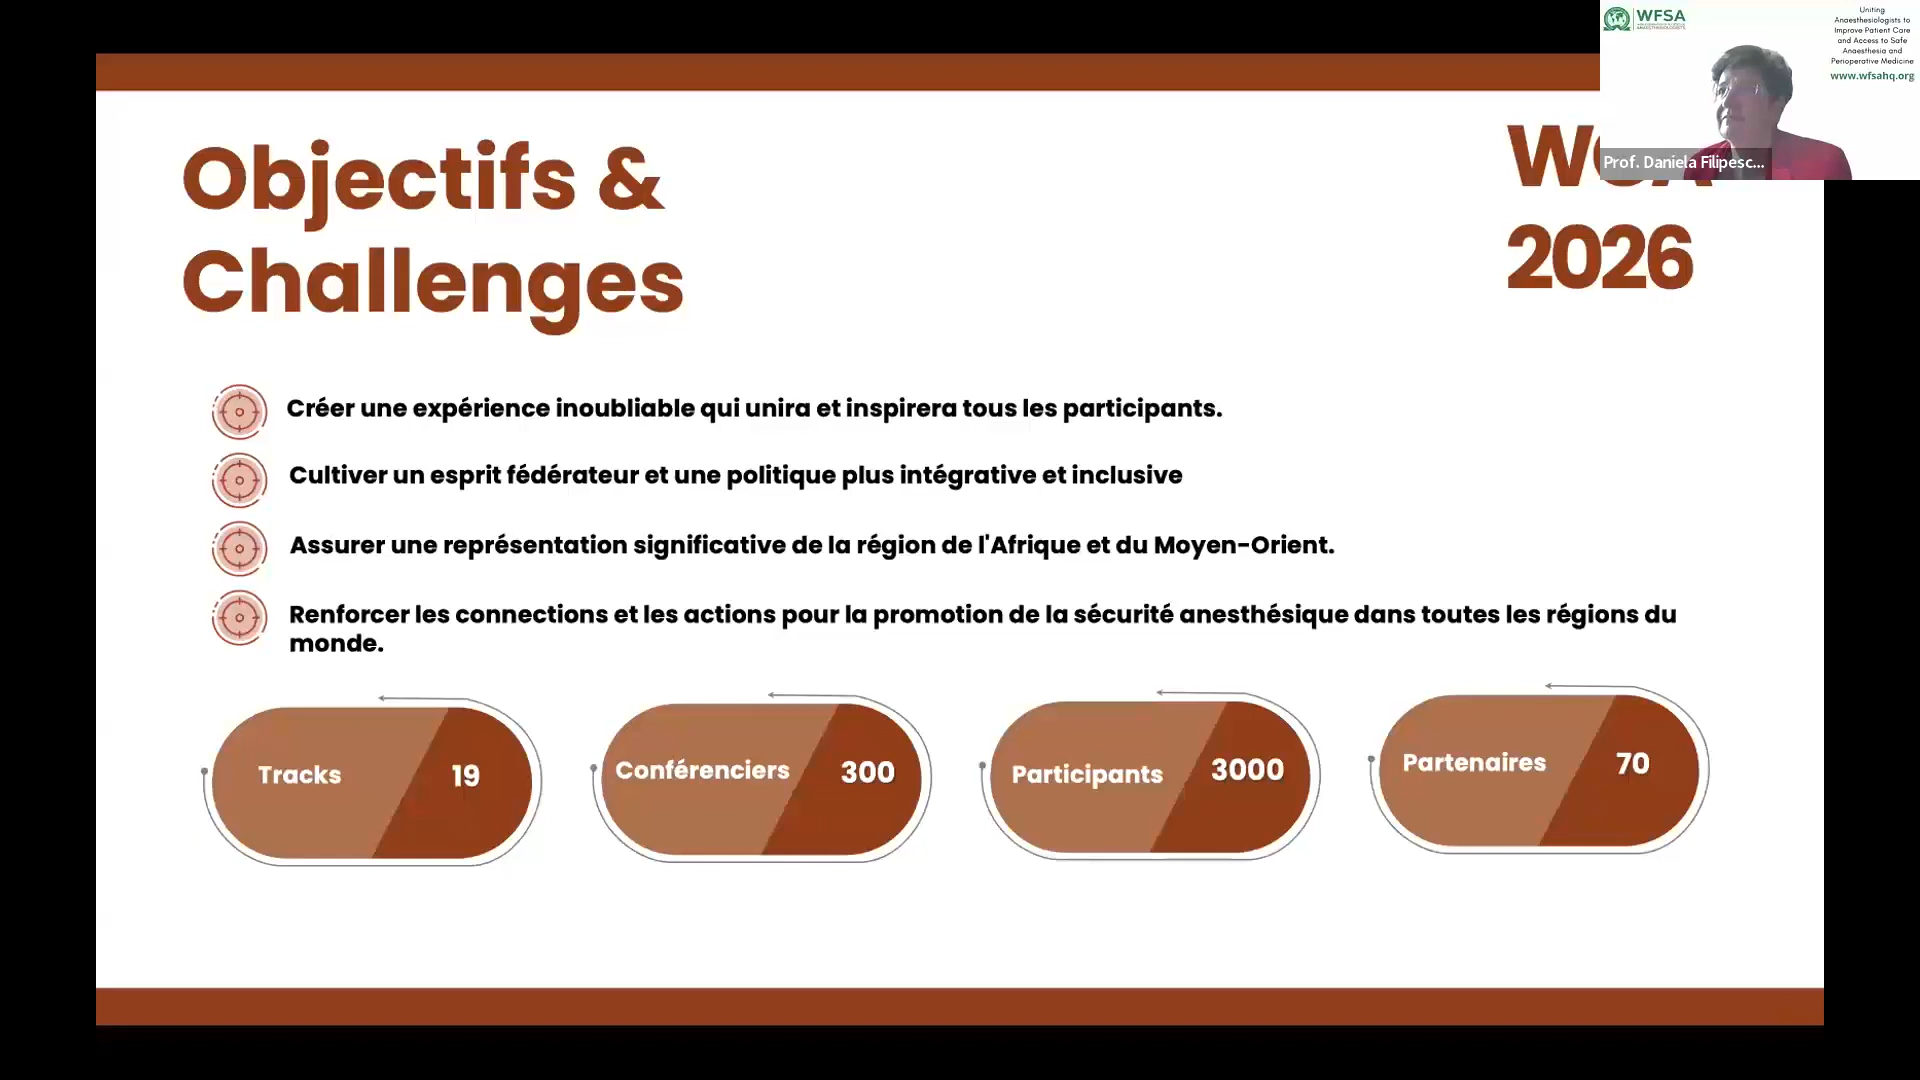 WFSA
Uniting
Anaesthesiologists to
Improve Patient Care
and Access to Safe
Anaesthesia and
Perioperative Medicine
www.wfsahq.org
Prof. Daniela Filipesc...
Objectifs &
Challenges
2026
Créer une expérience inoubliable qui unira et inspirera tous les participants.
Cultiver un esprit fédérateur et une politique plus intégrative et inclusive
Assurer une représentation significative de la région de l'Afrique et du Moyen-Orient.
Renforcer les connections et les actions pour la promotion de la sécurité anesthésique dans toutes les régions du
monde.
Tracks 19
Conférenciers 300
Participants 3000
Partenaires 70